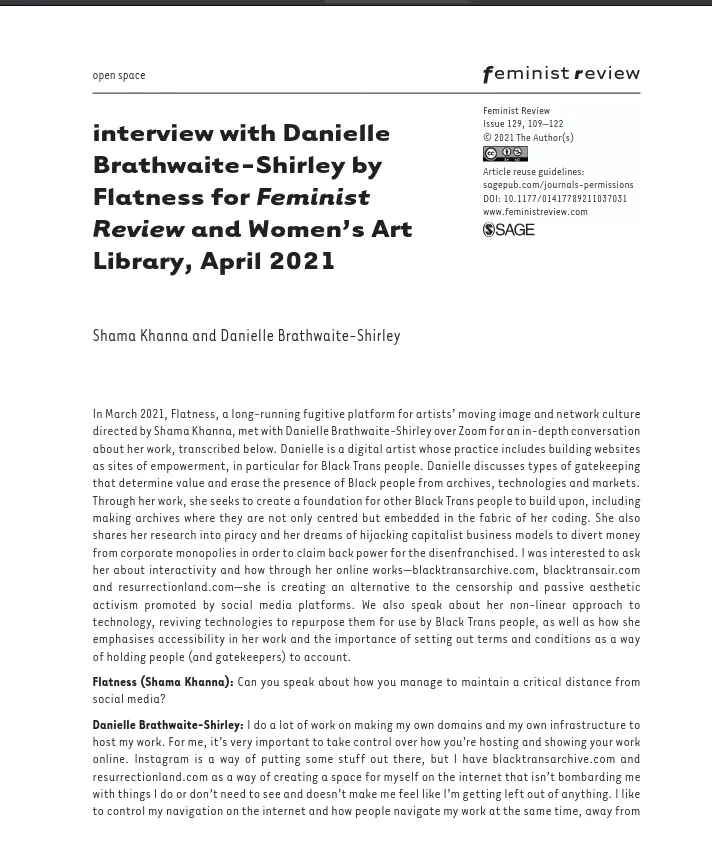 open space
feminist review
interview with Danielle
Brathwaite-Shirley by
Flatness for Feminist
Review and Women's Art
Library, April 2021
Feminist Review
Issue 129, 109–122
© 2021 The Author(s)
Article reuse guidelines:
sagepub.com/journals-permissions
DOI: 10.1177/01417789211037031
www.feministreview.com
SAGE
Shama Khanna and Danielle Brathwaite-Shirley
In March 2021, Flatness, a long-running fugitive platform for artists' moving image and network culture
directed by Shama Khanna, met with Danielle Brathwaite-Shirley over Zoom for an in-depth conversation
about her work, transcribed below. Danielle is a digital artist whose practice includes building websites
as sites of empowerment, in particular for Black Trans people. Danielle discusses types of gatekeeping
that determine value and erase the presence of Black people from archives, technologies and markets.
Through her work, she seeks to create a foundation for other Black Trans people to build upon, including
making archives where they are not only centred but embedded in the fabric of her coding. She also
shares her research into piracy and her dreams of hijacking capitalist business models to divert money
from corporate monopolies in order to claim back power for the disenfranchised. I was interested to ask
her about interactivity and how through her online works—blacktransarchive.com, blacktransair.com
and resurrectionland.com—she is creating an alternative to the censorship and passive aesthetic
activism promoted by social media platforms. We also speak about her non-linear approach to
technology, reviving technologies to repurpose them for use by Black Trans people, as well as how she
emphasises accessibility in her work and the importance of setting out terms and conditions as a way
of holding people (and gatekeepers) to account.
Flatness (Shama Khanna): Can you speak about how you manage to maintain a critical distance from
social media?
Danielle Brathwaite-Shirley: I do a lot of work on making my own domains and my own infrastructure to
host my work. For me, it's very important to take control over how you're hosting and showing your work
online. Instagram is a way of putting some stuff out there, but I have blacktransarchive.com and
resurrectionland.com as a way of creating a space for myself on the internet that isn't bombarding me
with things I do or don't need to see and doesn't make me feel like I'm getting left out of anything. I like
to control my navigation on the internet and how people navigate my work at the same time, away from